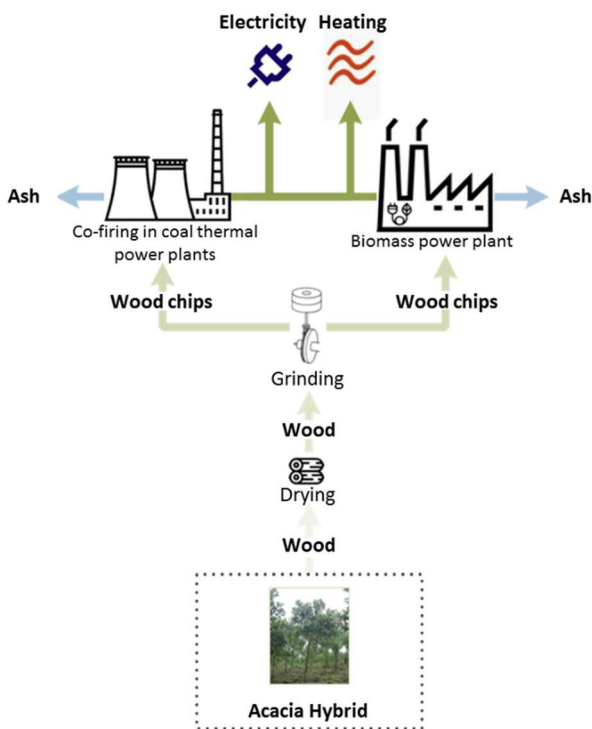 Electricity Heating
Ash
Ash
Co-firing in coal thermal
power plants
Biomass power plant
Wood chips
Wood chips
Grinding
Wood
Drying
Wood
Acacia Hybrid